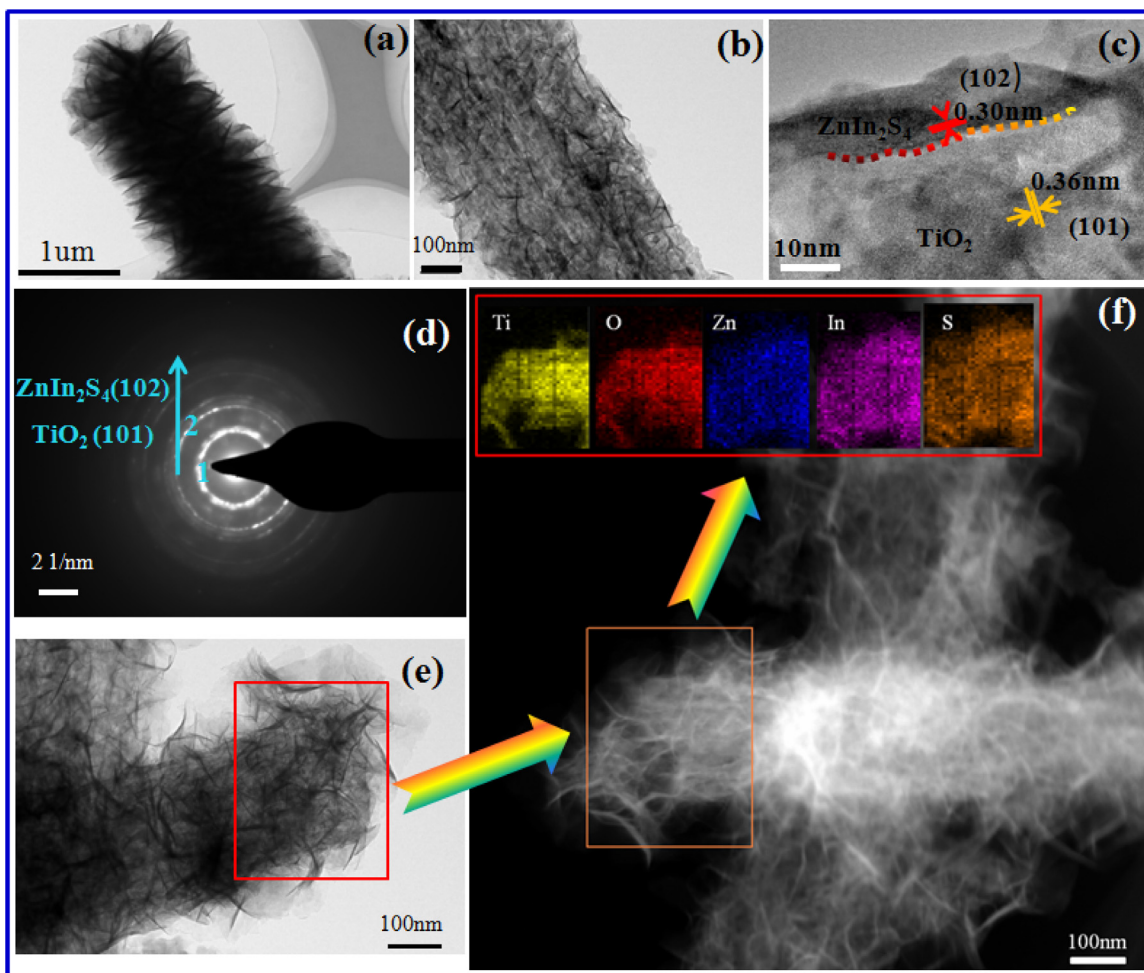 (a)
1um
(b)
100nm
(c)
(102)
0.30nm
ZnIn₂S₄
0.36nm
(101)
TiO₂
10nm
(d)
ZnIn₂S₄(102)
TiO₂ (101)
2
1
2 1/nm
(e)
100nm
(f)
Ti O Zn In S
100nm